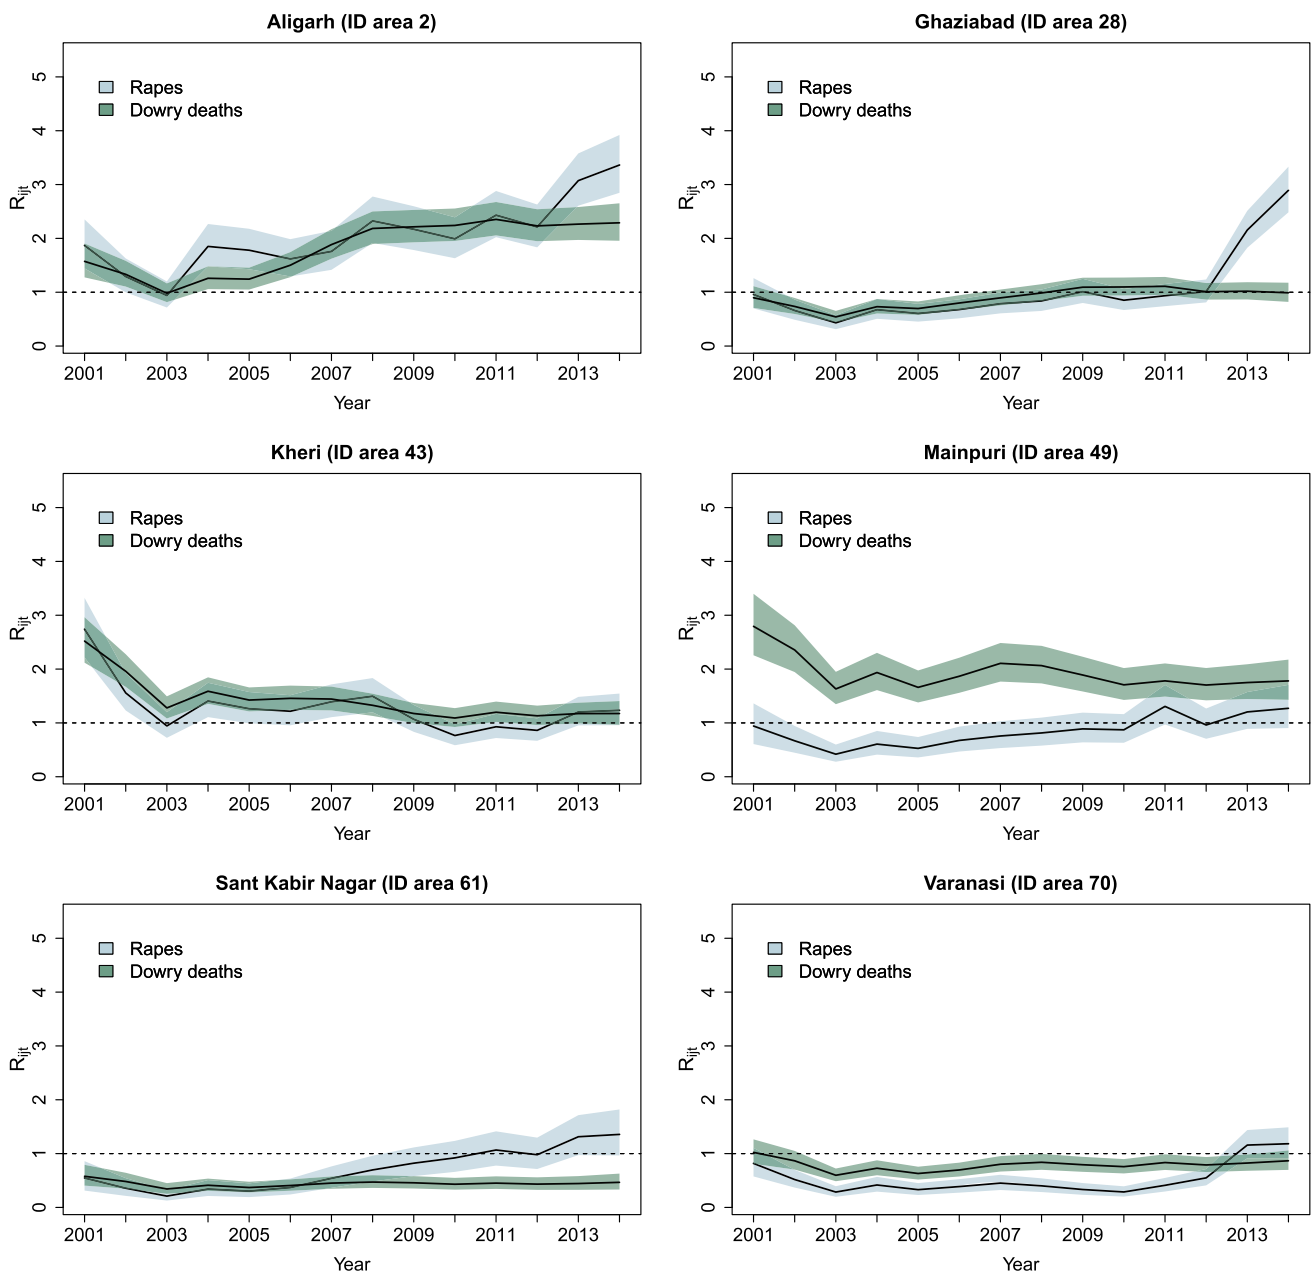 Aligarh (ID area 2)
Rapes
Dowry deaths
5
4
3
2
1
0
Rijt
2001 2003 2005 2007 2009 2011 2013
Year
Ghaziabad (ID area 28)
Rapes
Dowry deaths
5
4
3
2
1
0
Rijt
2001 2003 2005 2007 2009 2011 2013
Year
Kheri (ID area 43)
Rapes
Dowry deaths
5
4
3
2
1
0
Rijt
2001 2003 2005 2007 2009 2011 2013
Year
Mainpuri (ID area 49)
Rapes
Dowry deaths
5
4
3
2
1
0
Rijt
2001 2003 2005 2007 2009 2011 2013
Year
Sant Kabir Nagar (ID area 61)
Rapes
Dowry deaths
5
4
3
2
1
0
Rijt
2001 2003 2005 2007 2009 2011 2013
Year
Varanasi (ID area 70)
Rapes
Dowry deaths
5
4
3
2
1
0
Rijt
2001 2003 2005 2007 2009 2011 2013
Year